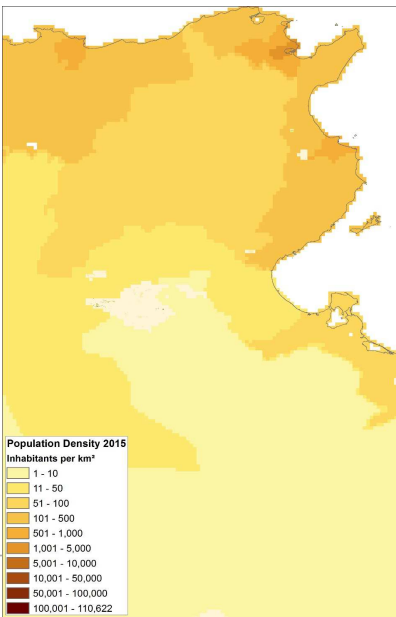 Population Density 2015
Inhabitants per km²
1 - 10
11 - 50
51 - 100
101 - 500
501 - 1,000
1,001 - 5,000
5,001 - 10,000
10,001 - 50,000
50,001 - 100,000
100,001 - 110,622